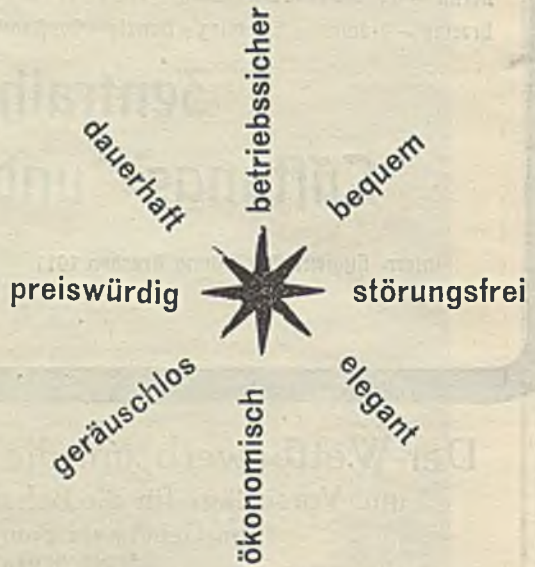 betriebssicher
dauerhaft
bequem
preiswürdig
störungsfrei
geräuschlos
elegant
ökonomisch